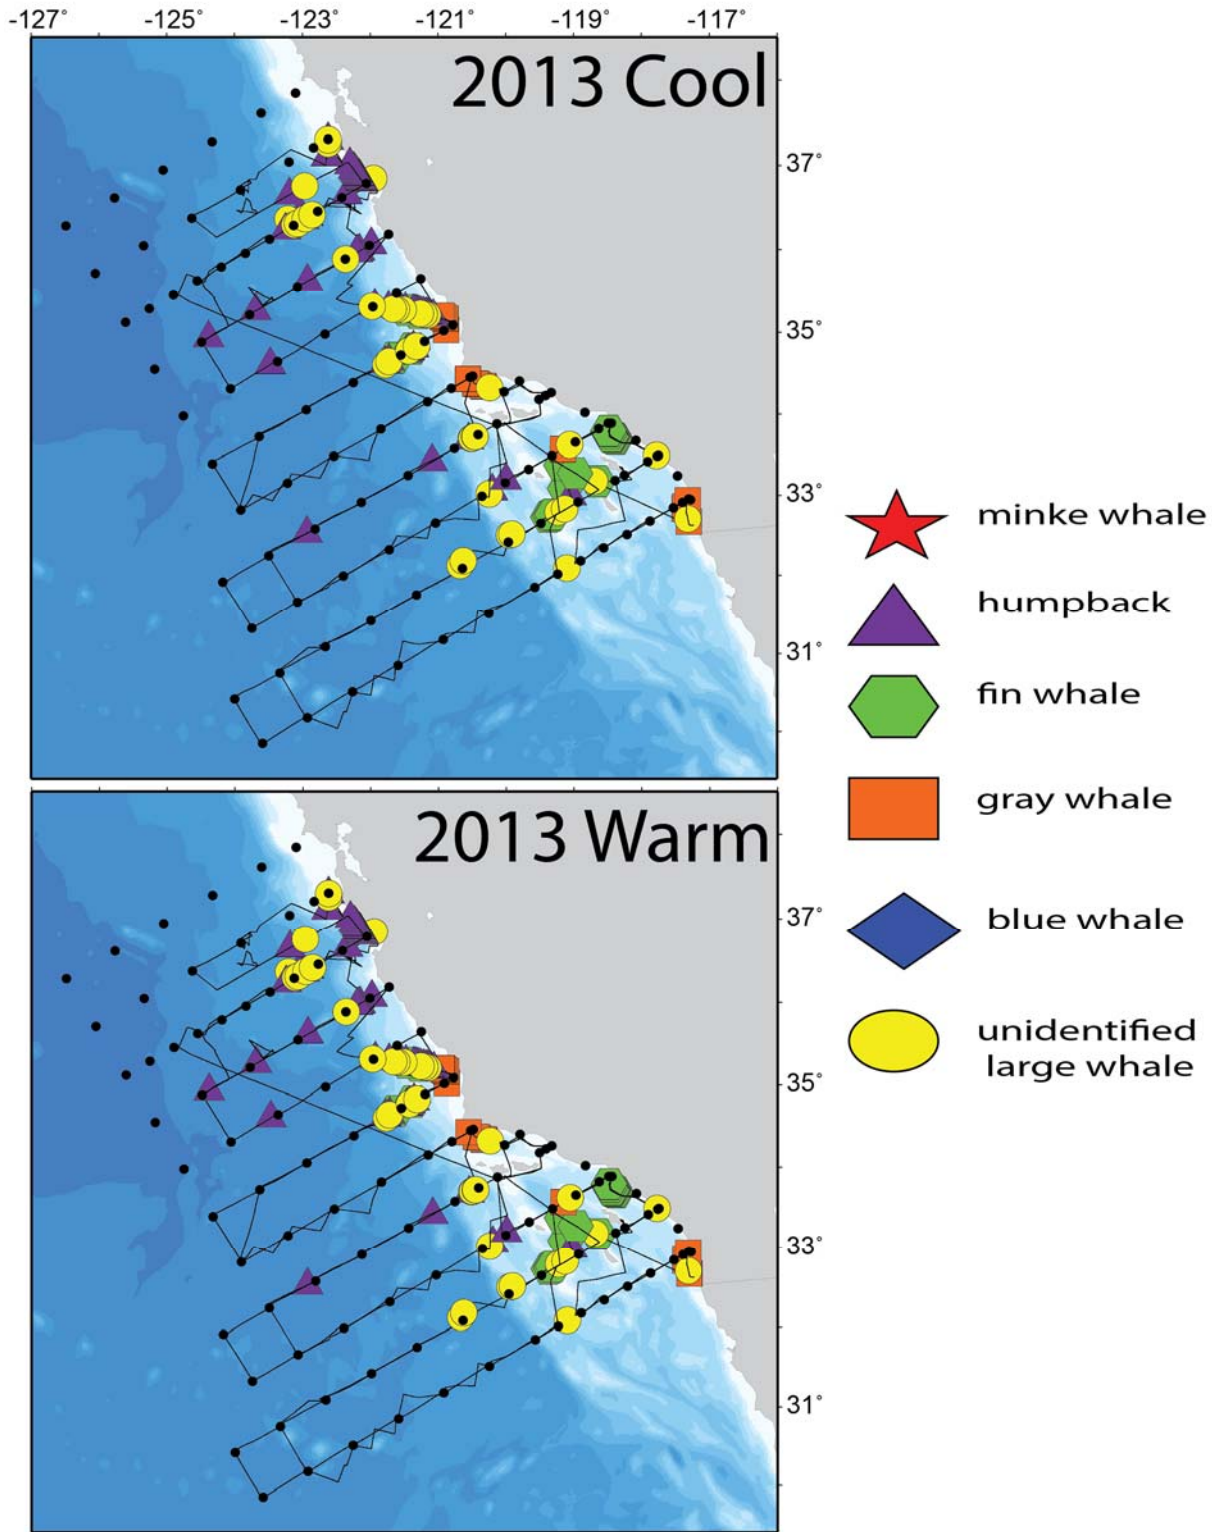 -127° -125° -123° -121° -119° -117°
2013 Cool
37°
35°
33°
31°
minke whale
humpback
fin whale
gray whale
blue whale
unidentified
large whale
2013 Warm
37°
35°
33°
31°